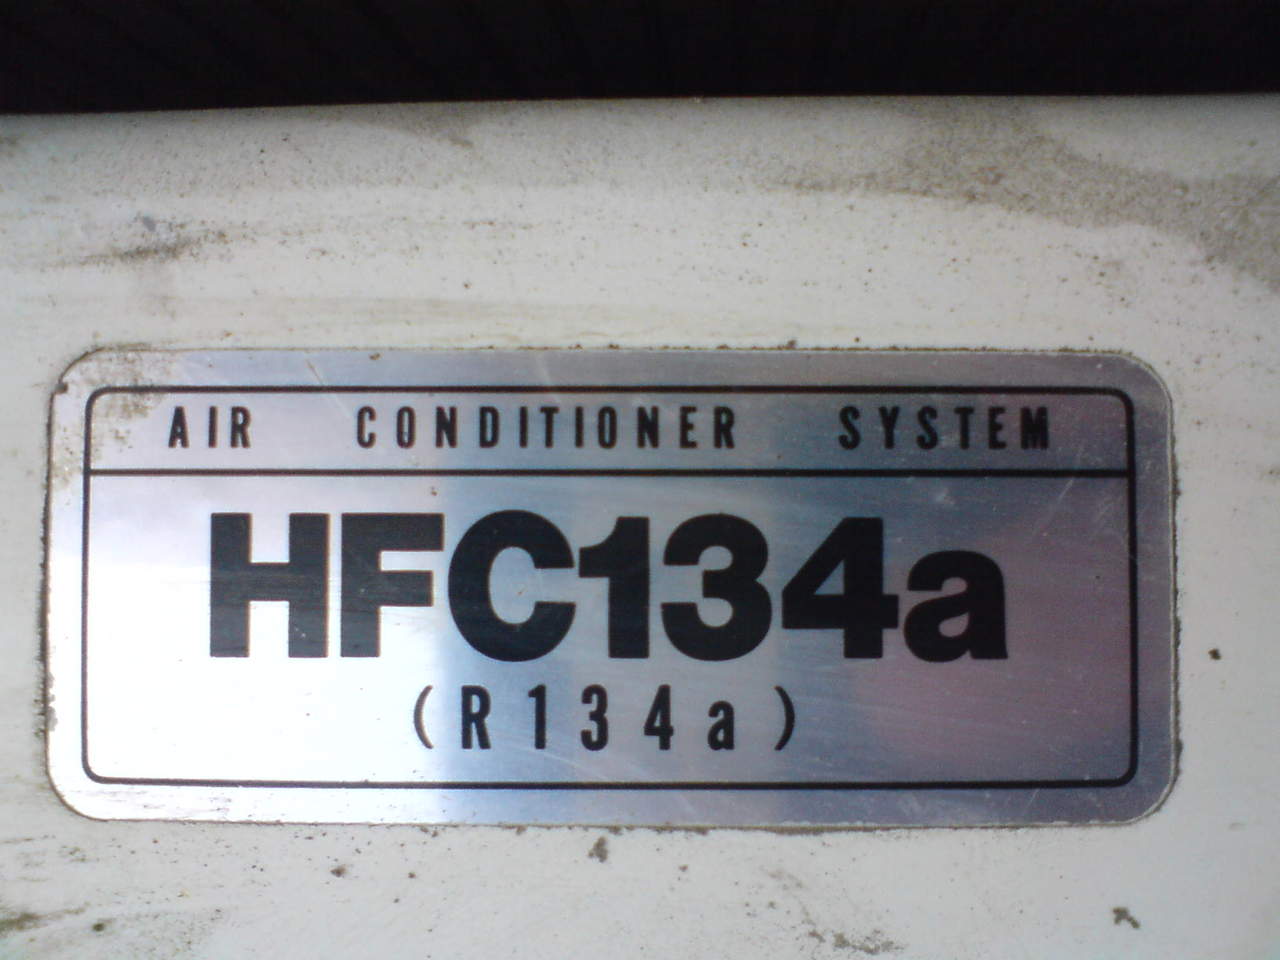 AIR CONDITIONER SYSTEM
HFC134a
(R134a)